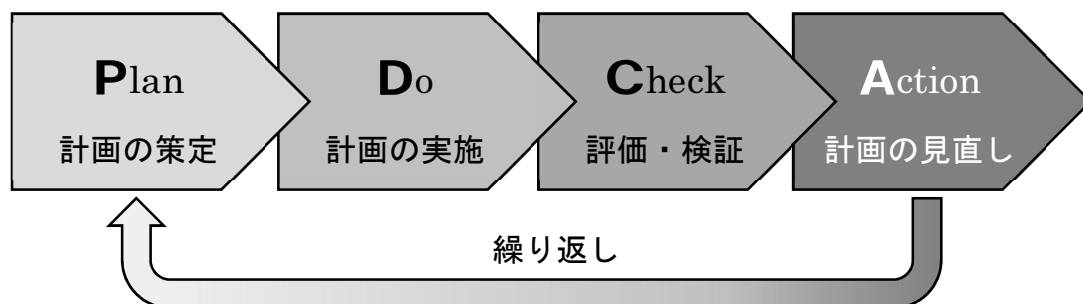 Plan
計画の策定
Do
計画の実施
Check
評価・検証
Action
計画の見直し
繰り返し